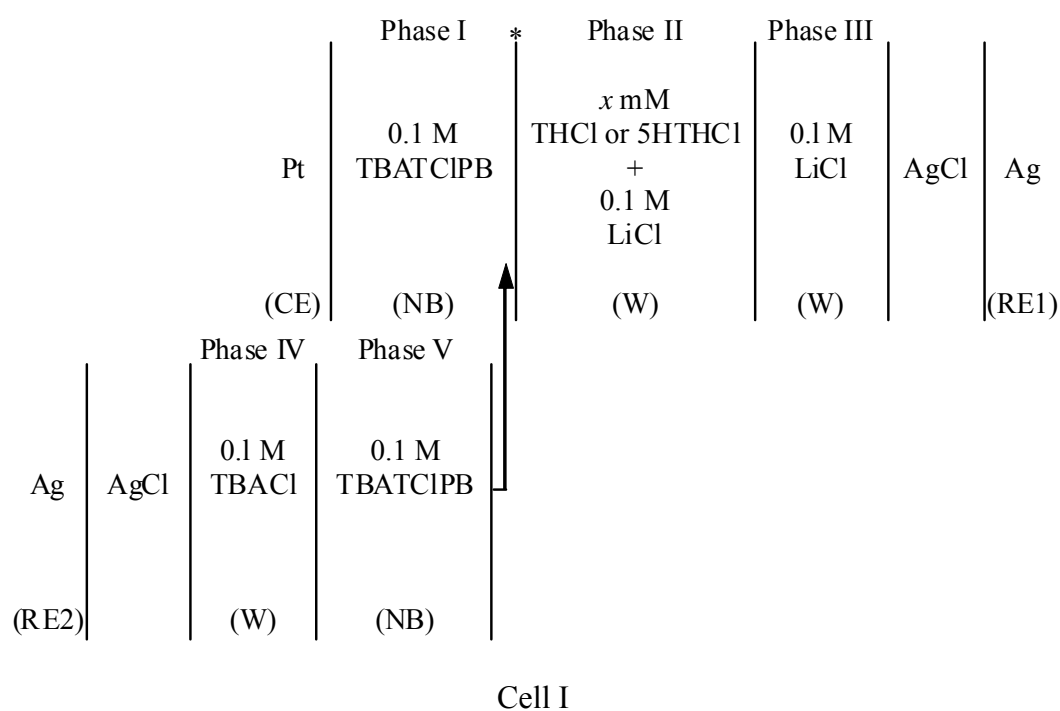 Phase I * Phase II Phase III
x mM
0.1 M THCl or 5HTHCl 0.1 M
Pt TBATClPB + LiCl AgCl Ag
0.1 M
LiCl
(CE) (NB) (W) (W) (RE1)
Phase IV Phase V
0.1 M 0.1 M
Ag AgCl TBACl TBATClPB
(RE2) (W) (NB)
Cell I